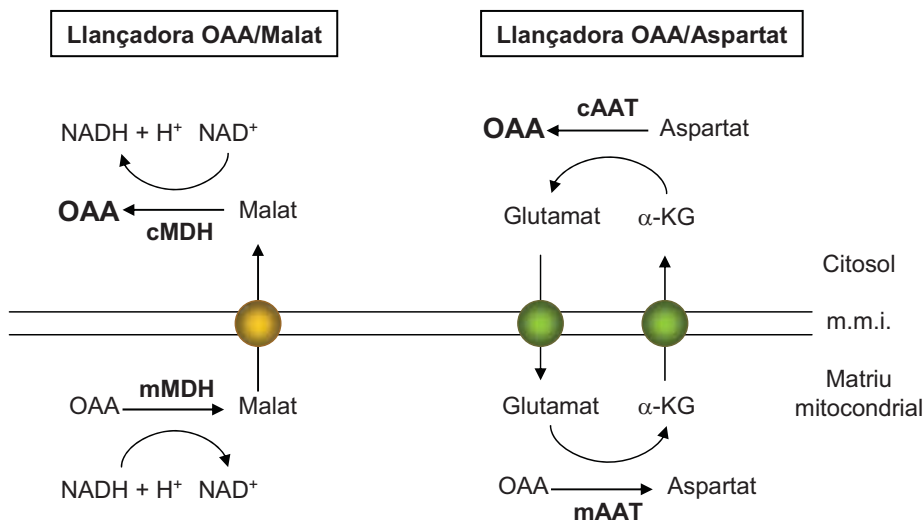 Llançadora OAA/Malat
NADH + H⁺ NAD⁺
OAA Malat
cMDH
mMDH
OAA Malat
NADH + H⁺ NAD⁺
Llançadora OAA/Aspartat
cAAT
OAA Aspartat
Glutamat α-KG
Citosol
m.m.i.
Matriu
mitocondrial
Glutamat α-KG
OAA Aspartat
mAAT